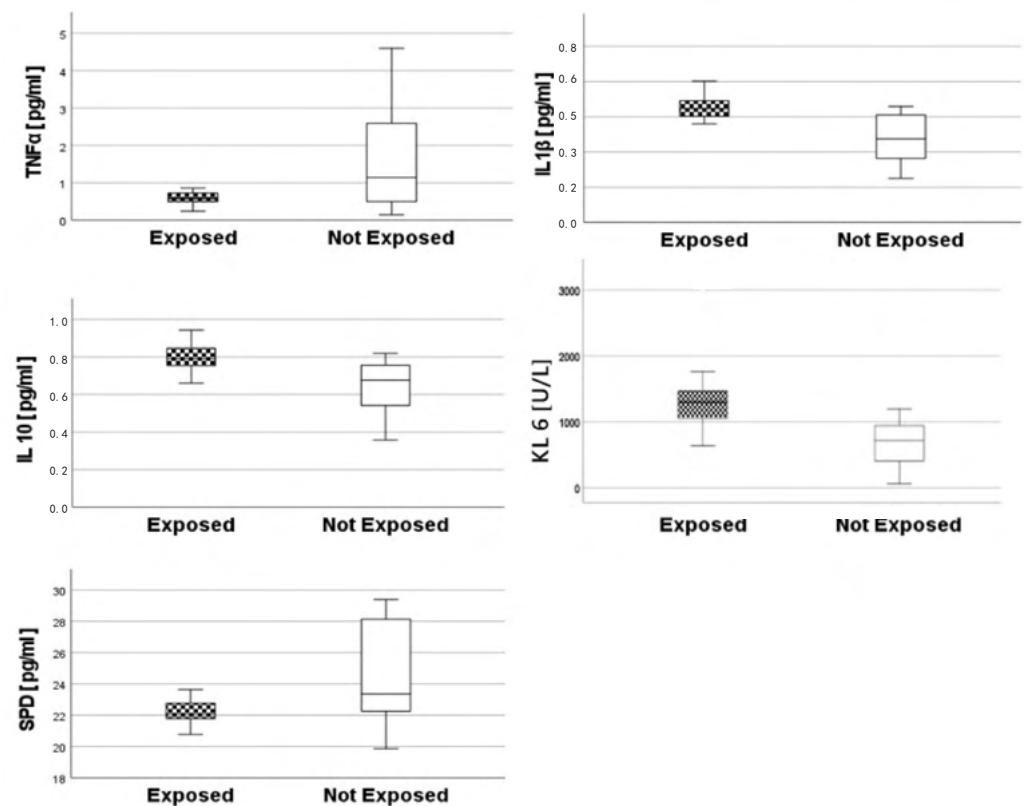 TNFα [pg/ml]
5
4
3
2
1
0
Exposed Not Exposed
IL1β [pg/ml]
0.8
0.6
0.5
0.3
0.2
0.0
Exposed Not Exposed
IL 10 [pg/ml]
1.0
0.8
0.6
0.4
0.2
0.0
Exposed Not Exposed
KL 6 [U/L]
3000
2000
1000
0
Exposed Not Exposed
SPD [pg/ml]
30
28
26
24
22
20
18
Exposed Not Exposed